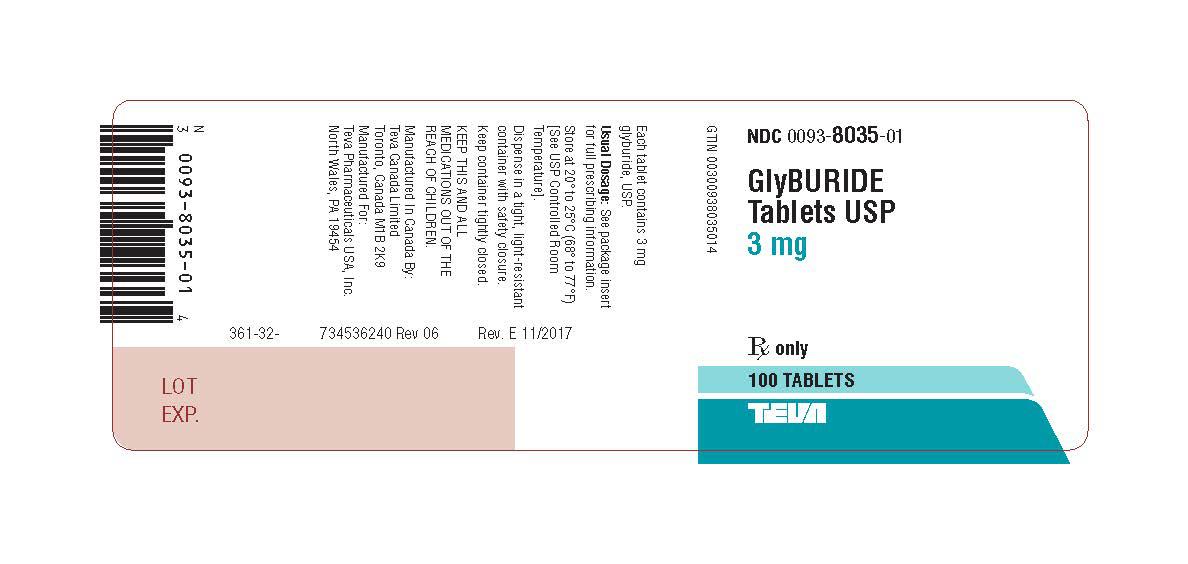 NDC 0093-8035-01
GlyBURIDE
Tablets USP
3 mg
℞ only
100 TABLETS
TEVA
GTIN 00300938035014
Each tablet contains 3 mg
glyburide, USP.
Usual Dosage: See package insert
for full prescribing information.
Store at 20° to 25°C (68° to 77°F)
[See USP Controlled Room
Temperature].
Dispense in a tight, light-resistant
container with safety closure.
Keep container tightly closed.
KEEP THIS AND ALL
MEDICATIONS OUT OF THE
REACH OF CHILDREN.
Manufactured In Canada By:
Teva Canada Limited
Toronto, Canada M1B 2K9
Manufactured For:
Teva Pharmaceuticals USA, Inc.
North Wales, PA 19454
N
3 0093-8035-01 4
361-32- 734536240 Rev 06 Rev. E 11/2017
LOT
EXP.